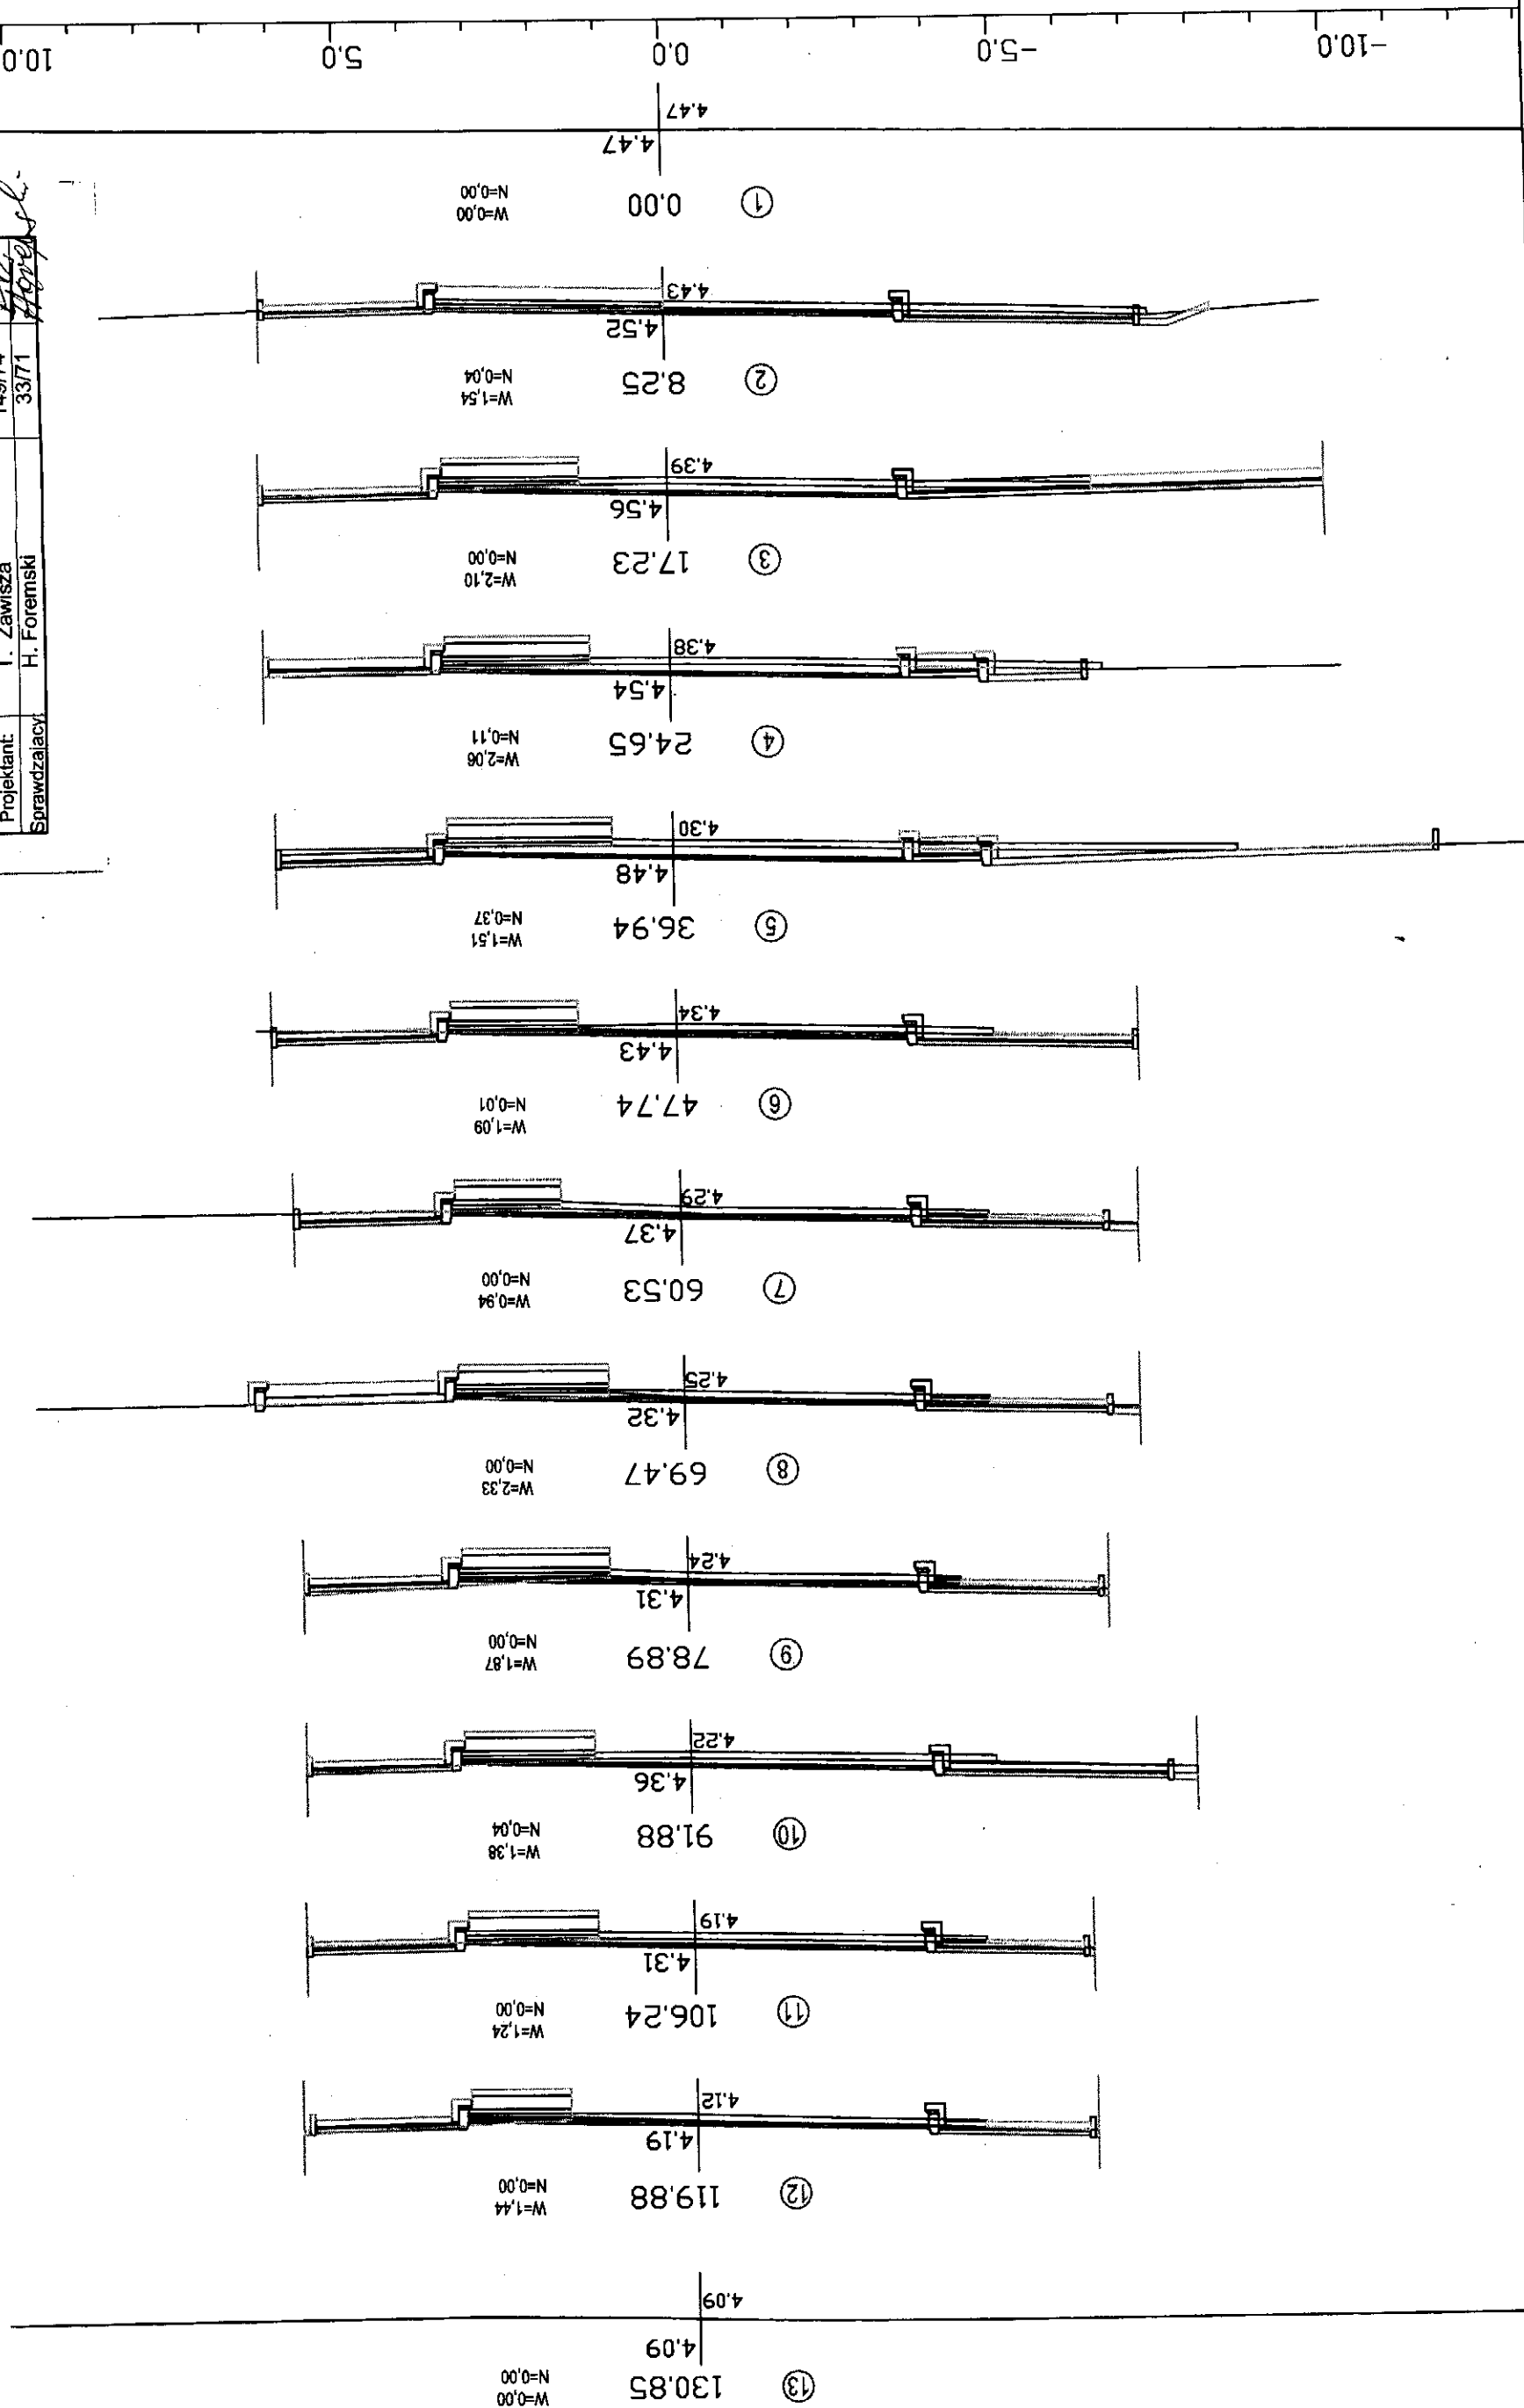 ⑬ 130.85 W=0,00
N=0,00
4.09
4.09
⑫ 119.88 W=1,44
N=0,00
4.19
4.12
⑪ 106.24 W=1,24
N=0,00
4.31
4.19
⑩ 91.88 W=1,38
N=0,04
4.36
4.22
⑨ 78.89 W=1,87
N=0,00
4.31
4.24
⑧ 69.47 W=2,33
N=0,00
4.32
4.25
⑦ 60.53 W=0,94
N=0,00
4.37
4.29
⑥ 47.74 W=1,09
N=0,01
4.43
4.34
⑤ 36.94 W=1,51
N=0,37
4.48
4.30
④ 24.65 W=2,06
N=0,11
4.54
4.38
③ 17.23 W=2,10
N=0,00
4.56
4.39
② 8.25 W=1,54
N=0,04
4.52
4.43
① 0.00 W=0,00
N=0,00
4.47
4.47
-10.0 -5.0 0.0 5.0 10.0
Projektant: Zawisza
Sprawdzajacy: H. Foremski 33/71